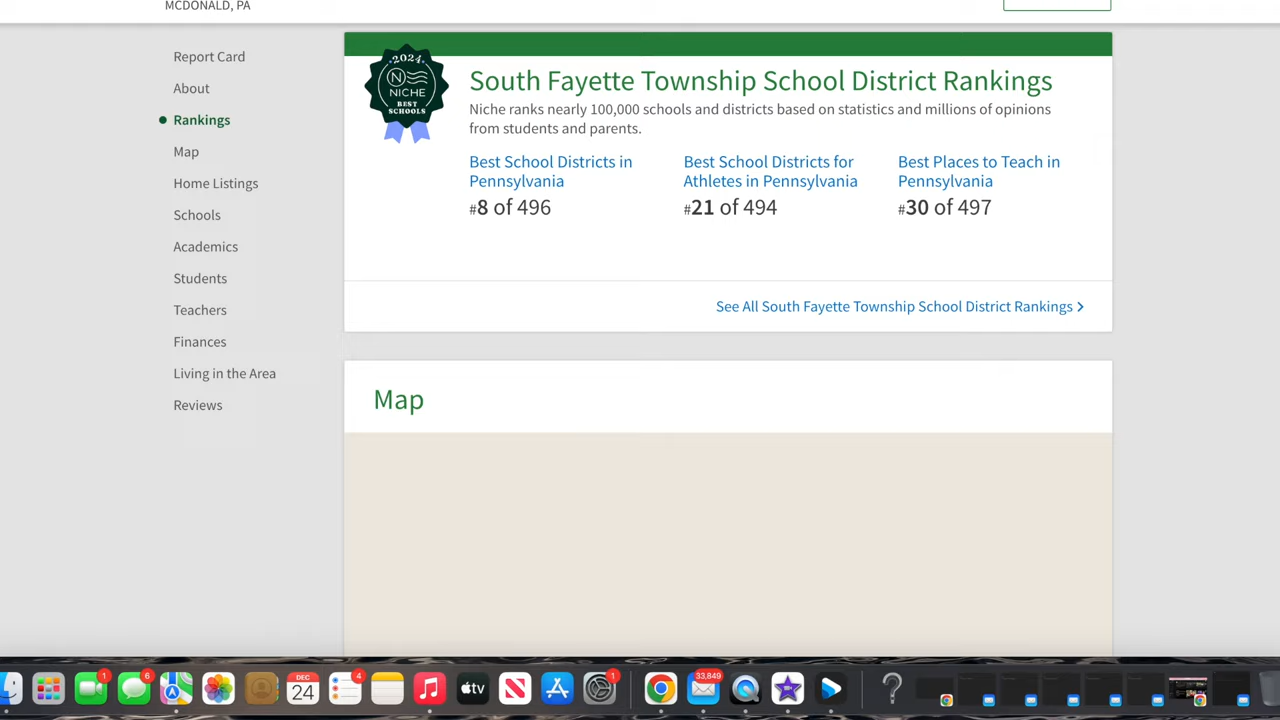 MCDONALD, PA
Report Card
About
Rankings
Map
Home Listings
Schools
Academics
Students
Teachers
Finances
Living in the Area
Reviews
2024
N
NICHE
BEST
SCHOOLS
South Fayette Township School District Rankings
Niche ranks nearly 100,000 schools and districts based on statistics and millions of opinions
from students and parents.
Best School Districts in
Pennsylvania
#8 of 496
Best School Districts for
Athletes in Pennsylvania
#21 of 494
Best Places to Teach in
Pennsylvania
#30 of 497
See All South Fayette Township School District Rankings
Map
1
6
DEC
24
4
tv
1
33,849
?